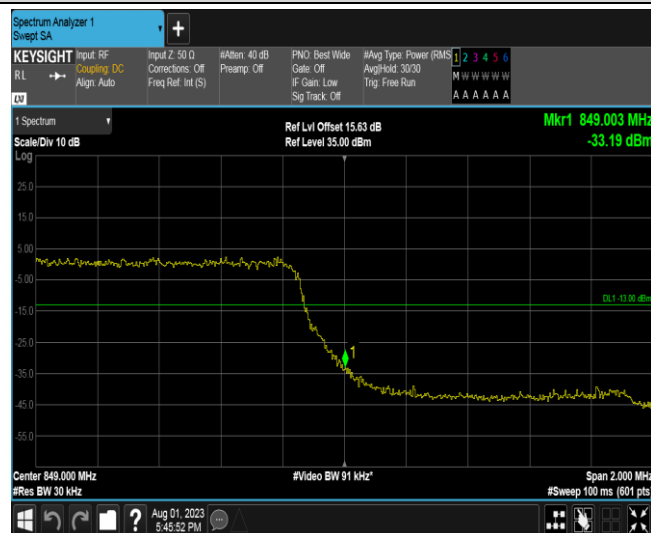 Spectrum Analyzer 1
Swept SA
+
KEYSIGHT
RL
LXI
Input: RF
Coupling: DC
Align: Auto
Input Z: 50 Ω
Corrections: Off
Freq Ref: Int (S)
#Atten: 40 dB
Preamp: Off
PNO: Best Wide
Gate: Off
IF Gain: Low
Sig Track: Off
#Avg Type: Power (RMS
Avg|Hold: 30/30
Trig: Free Run
1 2 3 4 5 6
M W W W W W
A A A A A A
1 Spectrum
Scale/Div 10 dB
Ref Lvl Offset 15.63 dB
Ref Level 35.00 dBm
Mkr1 849.003 MHz
-33.19 dBm
Log
25.0
15.0
5.00
-5.00
DL1 -13.00 dBm
-15.0
-25.0
1
-35.0
-45.0
-55.0
Center 849.000 MHz
#Res BW 30 kHz
#Video BW 91 kHz*
Span 2.000 MHz
#Sweep 100 ms (601 pts)
?
Aug 01, 2023
5:45:52 PM